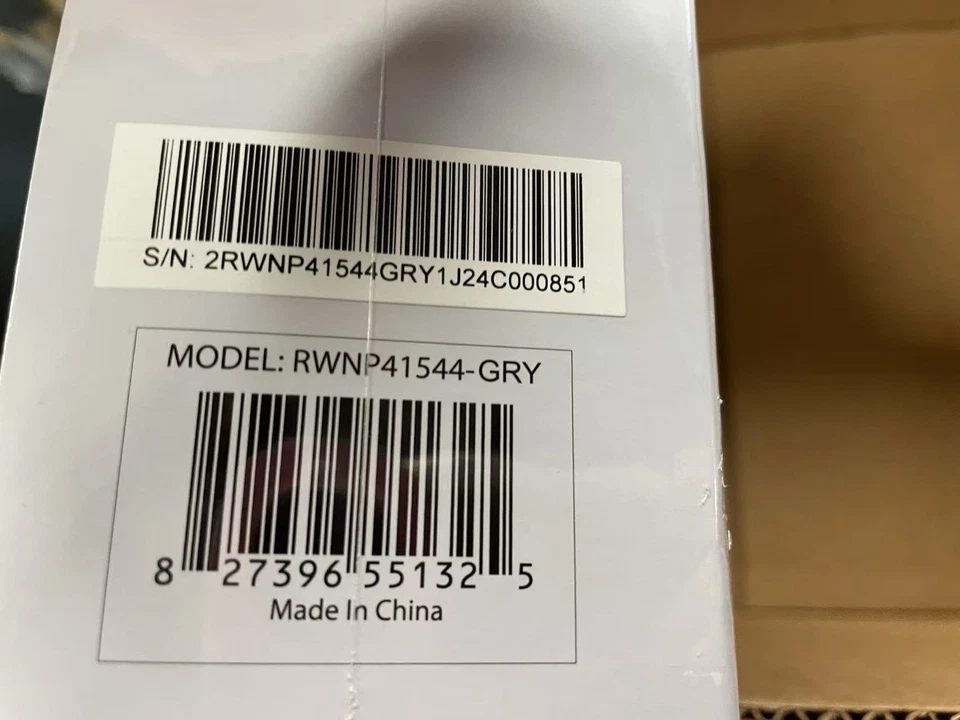 S/N: 2RWNP41544GRY1J24C000851
MODEL: RWNP41544-GRY
8 27396 55132 5
Made In China